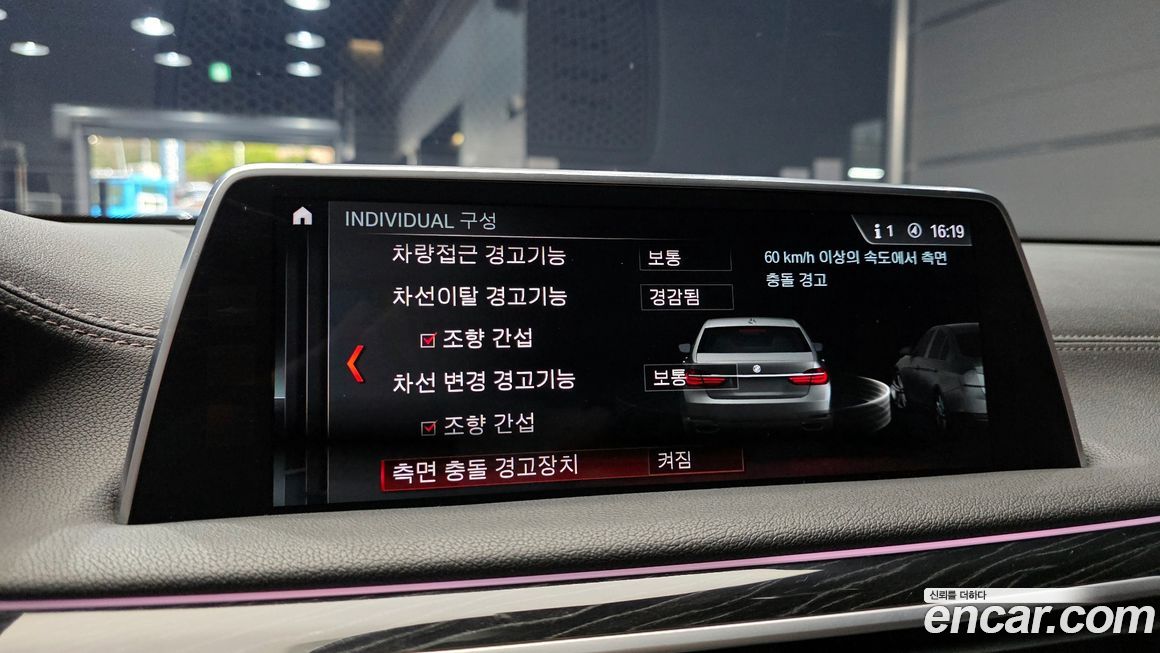 INDIVIDUAL 구성
i 1 16:19
차량접근 경고기능 보통
차선이탈 경고기능 경감됨
조향 간섭
차선 변경 경고기능 보통
조향 간섭
측면 충돌 경고장치 켜짐
60 km/h 이상의 속도에서 측면
충돌 경고
신뢰를 더하다
encar.com